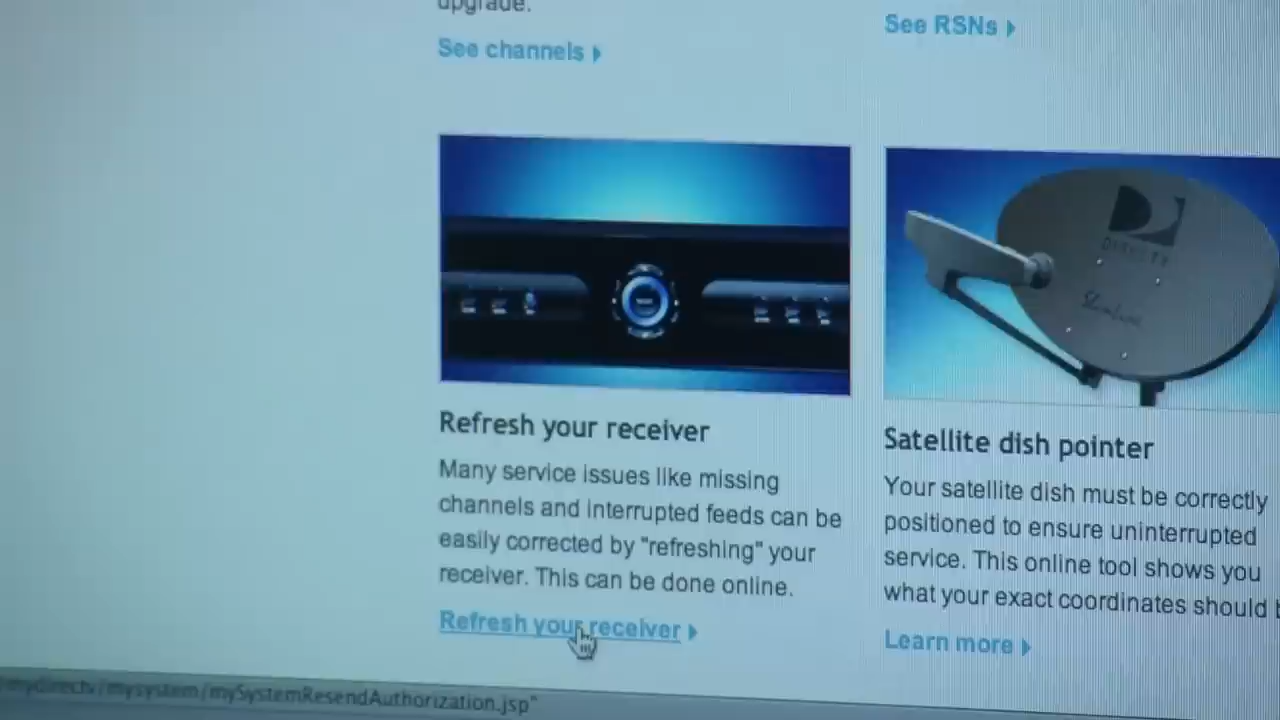 upgrade.
See channels
See RSNs
DIRECTV
Slimline
Refresh your receiver
Many service issues like missing
channels and interrupted feeds can be
easily corrected by "refreshing" your
receiver. This can be done online.
Refresh your receiver
Satellite dish pointer
Your satellite dish must be correctly
positioned to ensure uninterrupted
service. This online tool shows you
what your exact coordinates should
Learn more
mydirectv/mysystem/mySystemResendAuthorization.jsp"